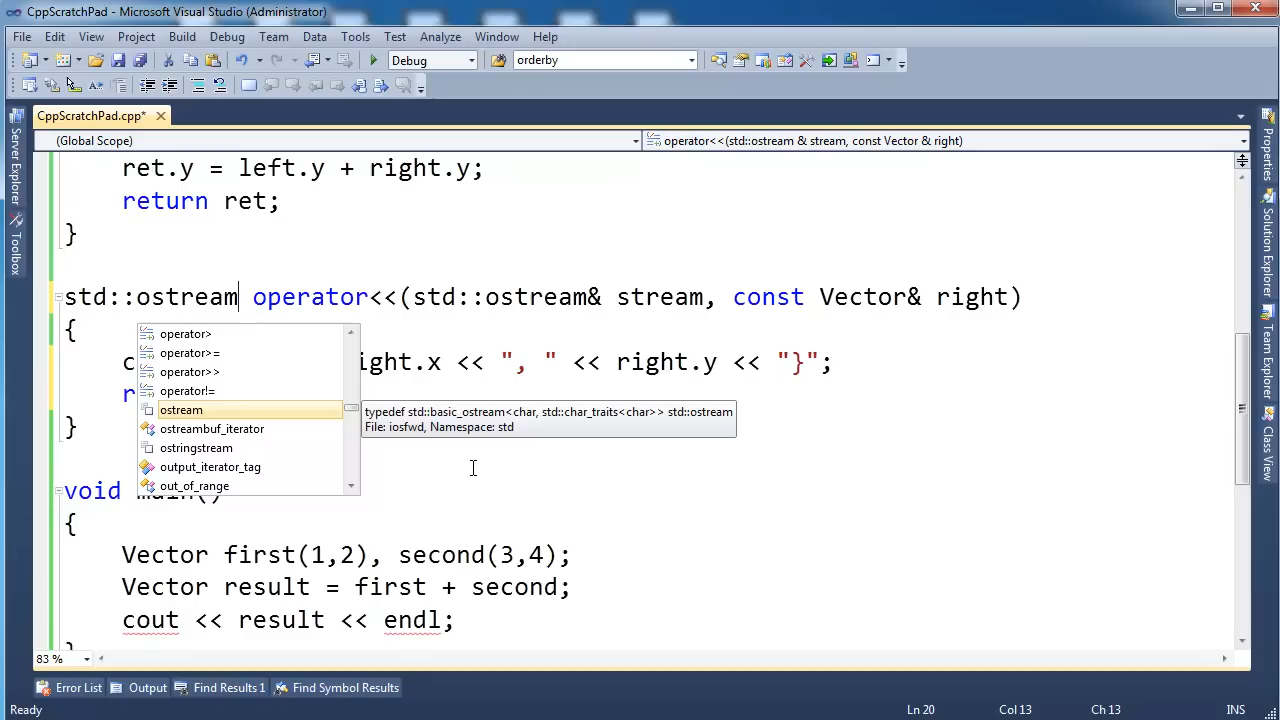 CppScratchPad - Microsoft Visual Studio (Administrator)
File Edit View Project Build Debug Team Data Tools Test Analyze Window Help
Debug orderby
CppScratchPad.cpp*
(Global Scope) operator<<(std::ostream & stream, const Vector& right)
ret.y = left.y + right.y;
return ret;
}
std::ostream operator<<(std::ostream& stream, const Vector& right)
{
operator>
operator>=
c ight.x << ", " << right.y << "}";
operator>>
r operator!=
ostream
typedef std::basic_ostream<char, std::char_traits<char>> std::ostream
File: iosfwd, Namespace: std
} ostreambuf_iterator
ostringstream
output_iterator_tag
out_of_range
void main()
{
Vector first(1,2), second(3,4);
Vector result = first + second;
cout << result << endl;
}
83 %
Error List Output Find Results 1 Find Symbol Results
Ready Ln 20 Col 13 Ch 13 INS
Server Explorer
Toolbox
Properties
Solution Explorer
Team Explorer
Class View